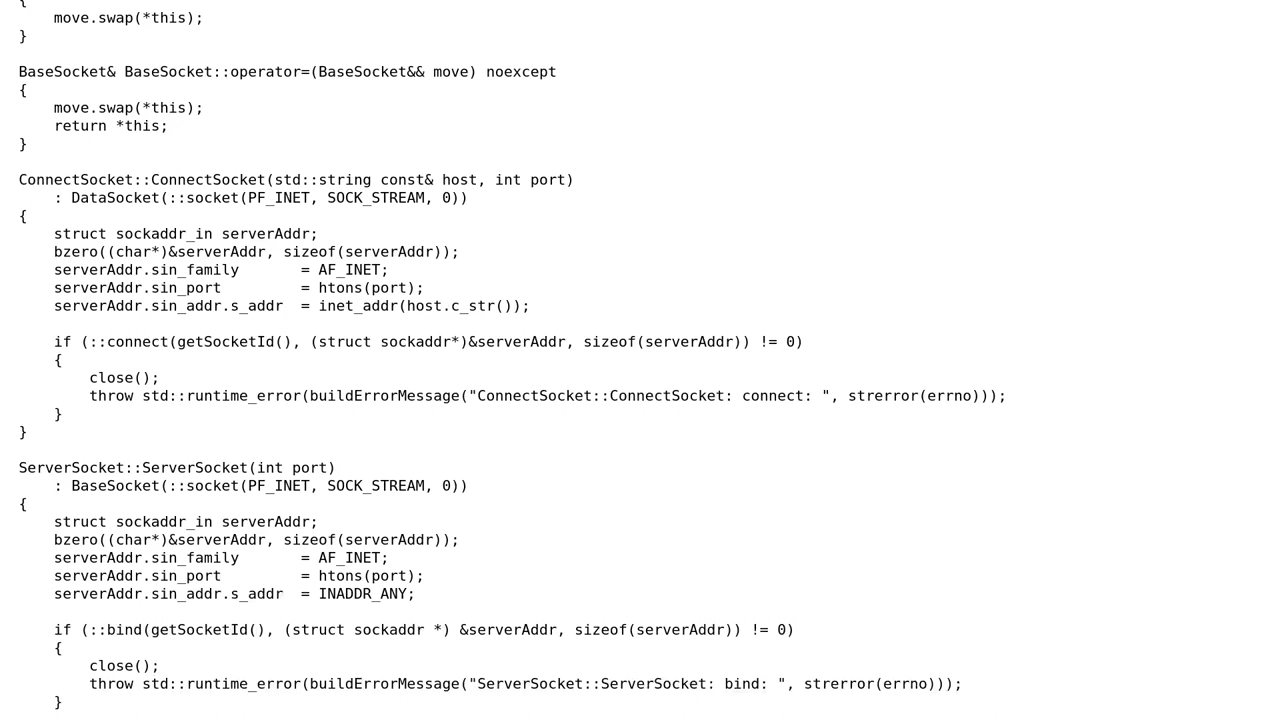 {
    move.swap(*this);
}

BaseSocket& BaseSocket::operator=(BaseSocket&& move) noexcept
{
    move.swap(*this);
    return *this;
}

ConnectSocket::ConnectSocket(std::string const& host, int port)
    : DataSocket(::socket(PF_INET, SOCK_STREAM, 0))
{
    struct sockaddr_in serverAddr;
    bzero((char*)&serverAddr, sizeof(serverAddr));
    serverAddr.sin_family       = AF_INET;
    serverAddr.sin_port         = htons(port);
    serverAddr.sin_addr.s_addr  = inet_addr(host.c_str());

    if (::connect(getSocketId(), (struct sockaddr*)&serverAddr, sizeof(serverAddr)) != 0)
    {
        close();
        throw std::runtime_error(buildErrorMessage("ConnectSocket::ConnectSocket: connect: ", strerror(errno)));
    }
}

ServerSocket::ServerSocket(int port)
    : BaseSocket(::socket(PF_INET, SOCK_STREAM, 0))
{
    struct sockaddr_in serverAddr;
    bzero((char*)&serverAddr, sizeof(serverAddr));
    serverAddr.sin_family       = AF_INET;
    serverAddr.sin_port         = htons(port);
    serverAddr.sin_addr.s_addr  = INADDR_ANY;

    if (::bind(getSocketId(), (struct sockaddr *) &serverAddr, sizeof(serverAddr)) != 0)
    {
        close();
        throw std::runtime_error(buildErrorMessage("ServerSocket::ServerSocket: bind: ", strerror(errno)));
    }